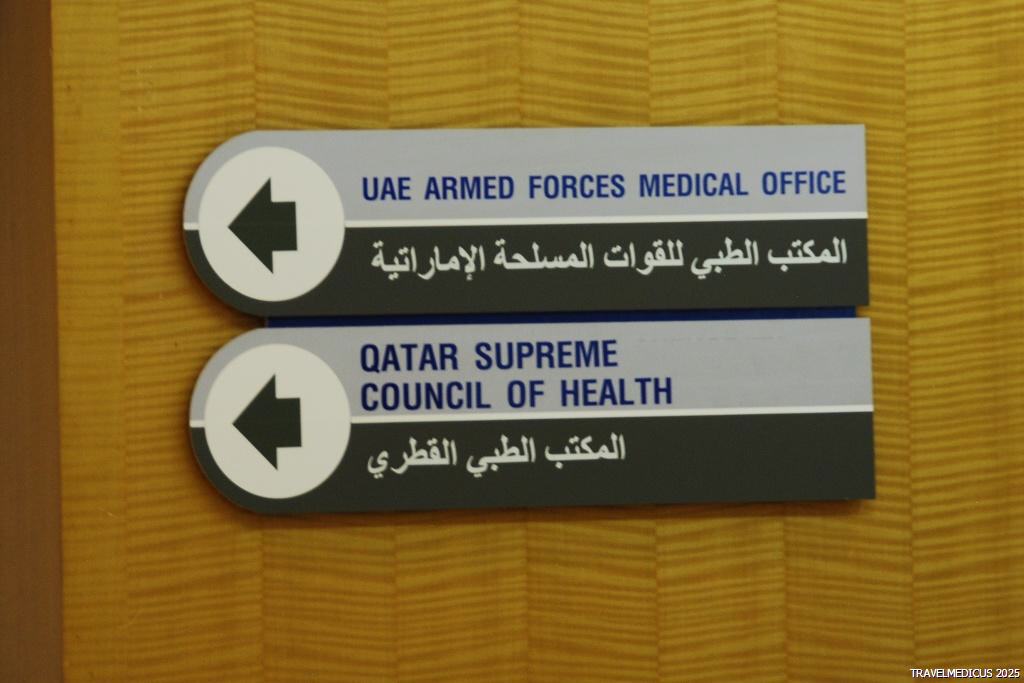 UAE ARMED FORCES MEDICAL OFFICE
المكتب الطبي للقوات المسلحة الإماراتية
QATAR SUPREME
COUNCIL OF HEALTH
المكتب الطبي القطري
TRAVELMEDICUS 2025